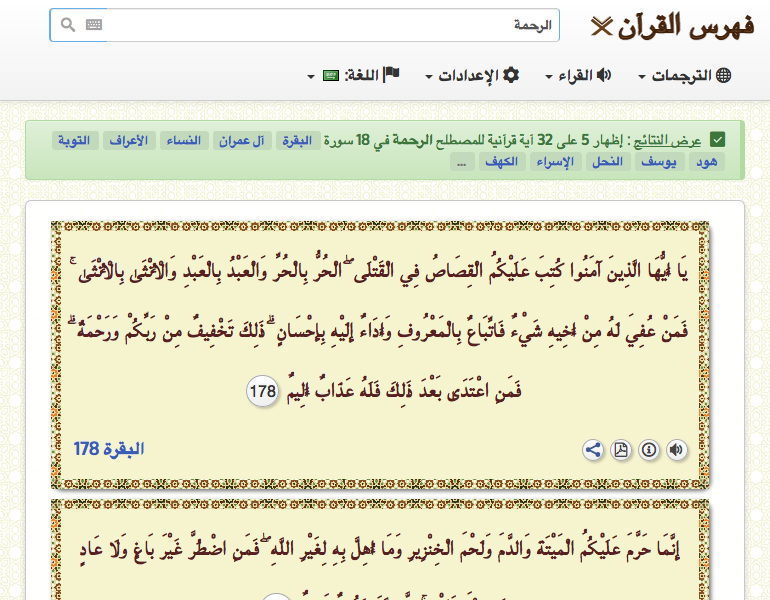 فهرس القرآن
الرحمة
الترجمات
القراء
الإعدادات
اللغة:
عرض النتائج : إظهار 5 على 32 آية قرآنية للمصطلح الرحمة في 18 سورة البقرة آل عمران النساء الأعراف التوبة
هود يوسف النحل الإسراء الكهف ...
يَا أَيُّهَا الَّذِينَ آمَنُوا كُتِبَ عَلَيْكُمُ الْقِصَاصُ فِي الْقَتْلَى ۖ الْحُرُّ بِالْحُرِّ وَالْعَبْدُ بِالْعَبْدِ وَالْأُنْثَىٰ بِالْأُنْثَىٰ ۚ
فَمَنْ عُفِيَ لَهُ مِنْ أَخِيهِ شَيْءٌ فَاتِّبَاعٌ بِالْمَعْرُوفِ وَأَدَاءٌ إِلَيْهِ بِإِحْسَانٍ ۗ ذَٰلِكَ تَخْفِيفٌ مِنْ رَبِّكُمْ وَرَحْمَةٌ ۗ
فَمَنِ اعْتَدَى بَعْدَ ذَٰلِكَ فَلَهُ عَذَابٌ أَلِيمٌ 178
البقرة 178
إِنَّمَا حَرَّمَ عَلَيْكُمُ الْمَيْتَةَ وَالدَّمَ وَلَحْمَ الْخِنْزِيرِ وَمَا أُهِلَّ بِهِ لِغَيْرِ اللَّهِ ۖ فَمَنِ اضْطُرَّ غَيْرَ بَاغٍ وَلَا عَادٍ